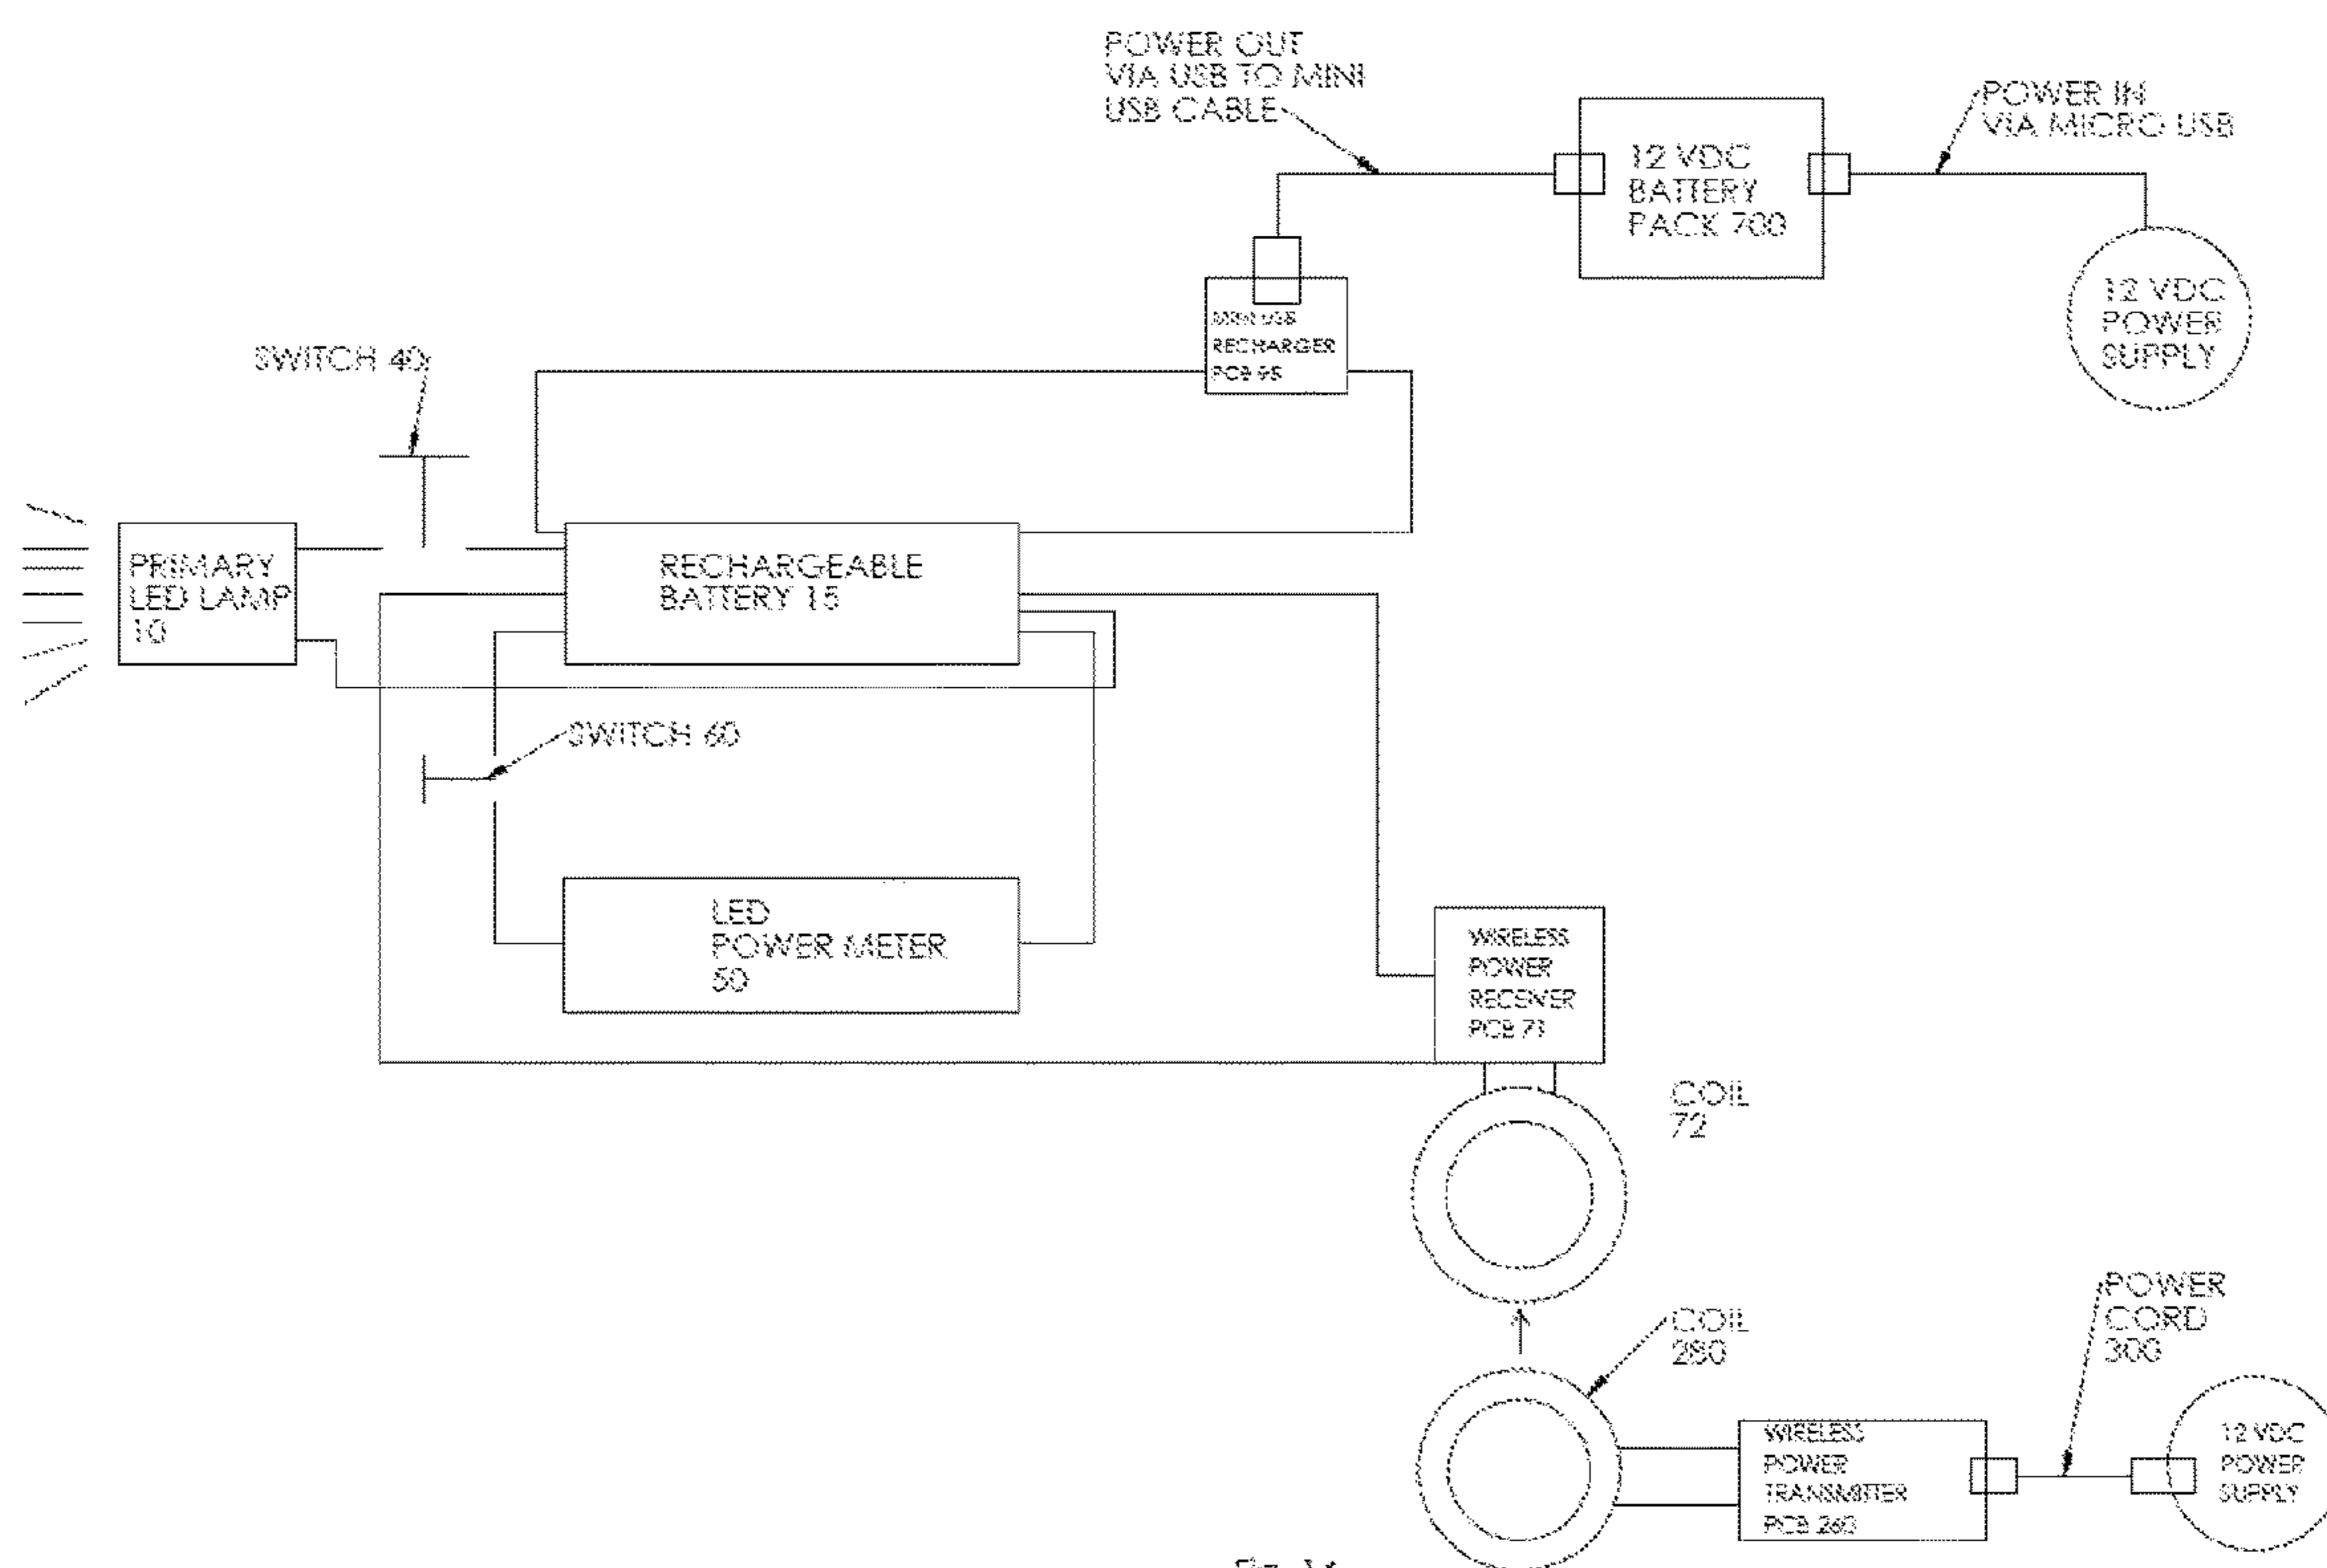 POWER OUT
VIA USB TO MINI
USB CABLE
POWER IN
VIA MICRO USB
12 VDC
BATTERY
PACK 700
12 VDC
POWER
SUPPLY
MINI USB
RECHARGER
PCB
SWITCH 40
PRIMARY
LED LAMP
10
RECHARGEABLE
BATTERY 15
SWITCH 60
LED
POWER METER
50
WIRELESS
POWER
RECEIVER
PCB 71
COIL
72
COIL
280
POWER
CORD
300
WIRELESS
POWER
TRANSMITTER
PCB 260
12 VDC
POWER
SUPPLY